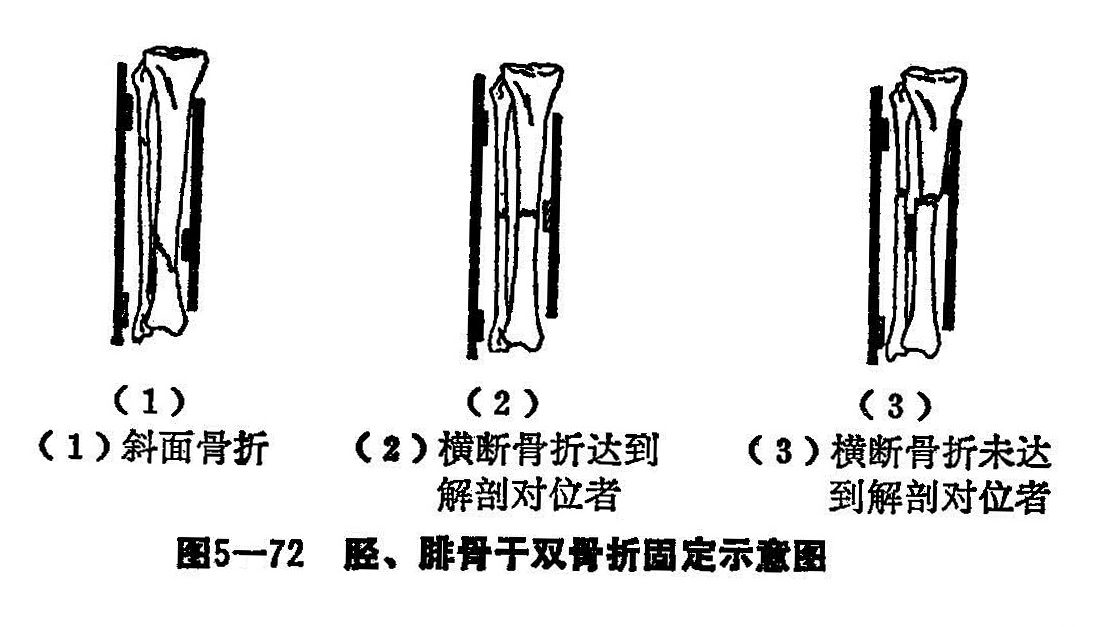 （1）
（2）
（3）
（1）斜面骨折
（2）横断骨折达到
解剖对位者
（3）横断骨折未达
到解剖对位者
图5—72 胫、腓骨干双骨折固定示意图